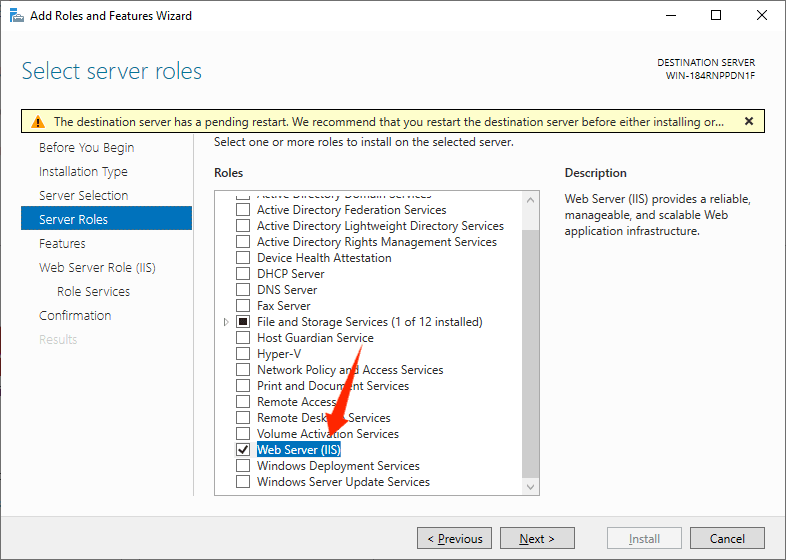 Add Roles and Features Wizard
Select server roles
DESTINATION SERVER
WIN-184RNPPDN1F
The destination server has a pending restart. We recommend that you restart the destination server before either installing or...
Before You Begin
Installation Type
Server Selection
Server Roles
Features
Web Server Role (IIS)
Role Services
Confirmation
Results
Select one or more roles to install on the selected server.
Roles
Active Directory Domain Services
Active Directory Federation Services
Active Directory Lightweight Directory Services
Active Directory Rights Management Services
Device Health Attestation
DHCP Server
DNS Server
Fax Server
File and Storage Services (1 of 12 installed)
Host Guardian Service
Hyper-V
Network Policy and Access Services
Print and Document Services
Remote Access
Remote Desktop Services
Volume Activation Services
Web Server (IIS)
Windows Deployment Services
Windows Server Update Services
Description
Web Server (IIS) provides a reliable,
manageable, and scalable Web
application infrastructure.
< Previous
Next >
Install
Cancel